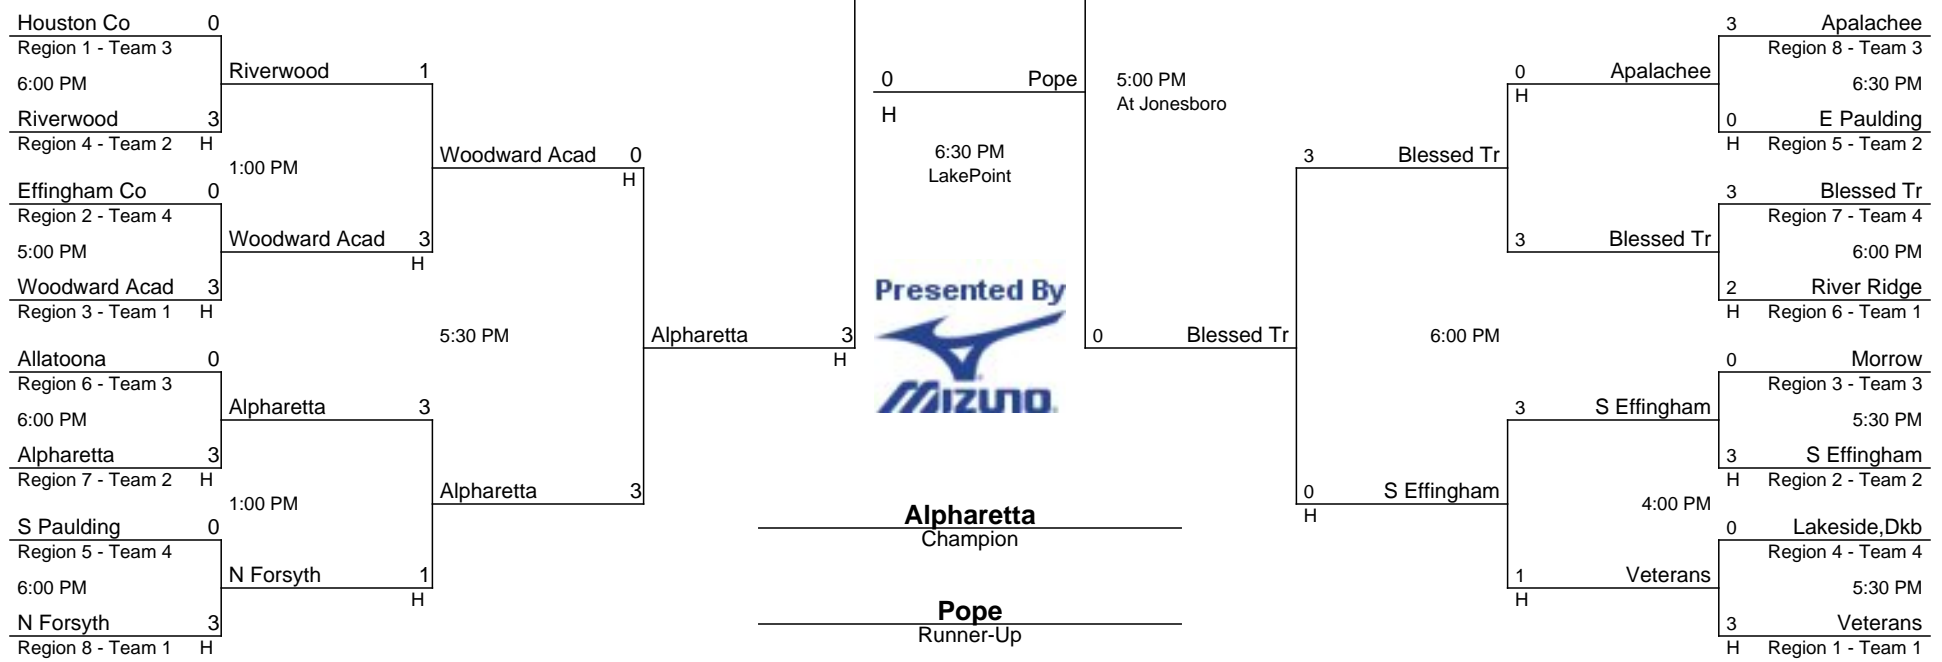 Houston Co 0
Region 1 - Team 3
6:00 PM
Riverwood 3
Region 4 - Team 2 H
Riverwood 1
1:00 PM
Effingham Co 0
Region 2 - Team 4
5:00 PM
Woodward Acad 3
Region 3 - Team 1 H
Woodward Acad 3
H
Woodward Acad 0
H
5:30 PM
Allatoona 0
Region 6 - Team 3
6:00 PM
Alpharetta 3
Region 7 - Team 2 H
Alpharetta 3
1:00 PM
S Paulding 0
Region 5 - Team 4
6:00 PM
N Forsyth 3
Region 8 - Team 1 H
N Forsyth 1
H
Alpharetta 3
Alpharetta 3
H
0 Pope
H
6:30 PM
LakePoint
5:00 PM
At Jonesboro
Presented By
MIZUNO
Alpharetta
Champion
Pope
Runner-Up
0 Blessed Tr
3 Blessed Tr
6:00 PM
0 S Effingham
H
0 Apalachee
H
3 Blessed Tr
3 S Effingham
4:00 PM
1 Veterans
H
3 Apalachee
Region 8 - Team 3
6:30 PM
0 E Paulding
H Region 5 - Team 2
3 Blessed Tr
Region 7 - Team 4
6:00 PM
2 River Ridge
H Region 6 - Team 1
0 Morrow
Region 3 - Team 3
5:30 PM
3 S Effingham
H Region 2 - Team 2
0 Lakeside,Dkb
Region 4 - Team 4
5:30 PM
3 Veterans
H Region 1 - Team 1